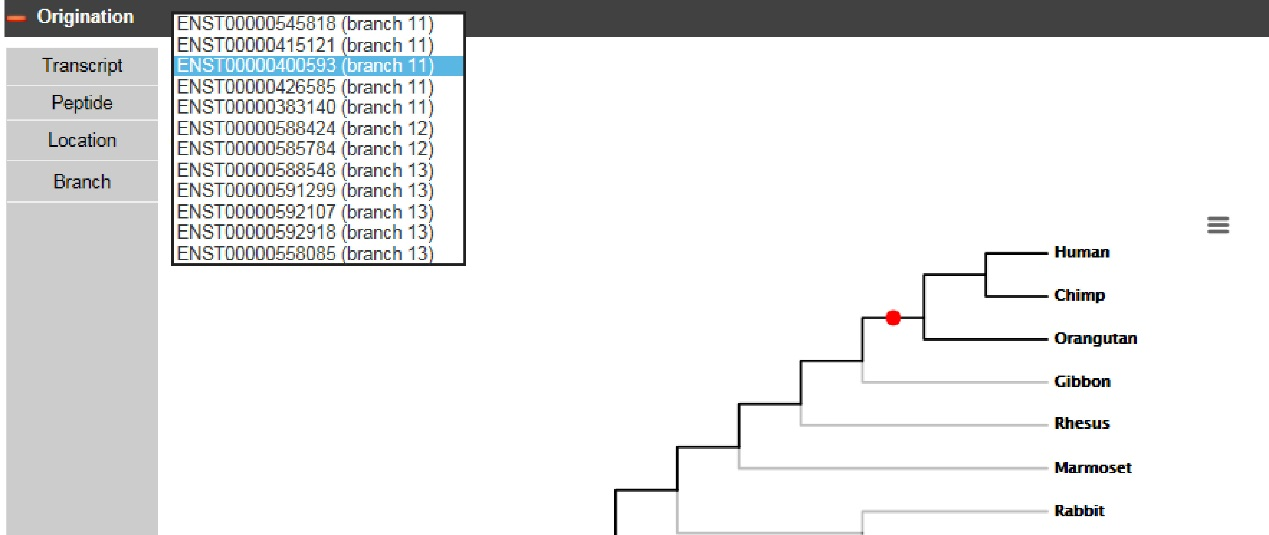 Origination
ENST00000545818 (branch 11)
ENST00000415121 (branch 11)
ENST00000400593 (branch 11)
ENST00000426585 (branch 11)
ENST00000383140 (branch 11)
ENST00000588424 (branch 12)
ENST00000585784 (branch 12)
ENST00000588548 (branch 13)
ENST00000591299 (branch 13)
ENST00000592107 (branch 13)
ENST00000592918 (branch 13)
ENST00000558085 (branch 13)
Transcript
Peptide
Location
Branch
Human
Chimp
Orangutan
Gibbon
Rhesus
Marmoset
Rabbit